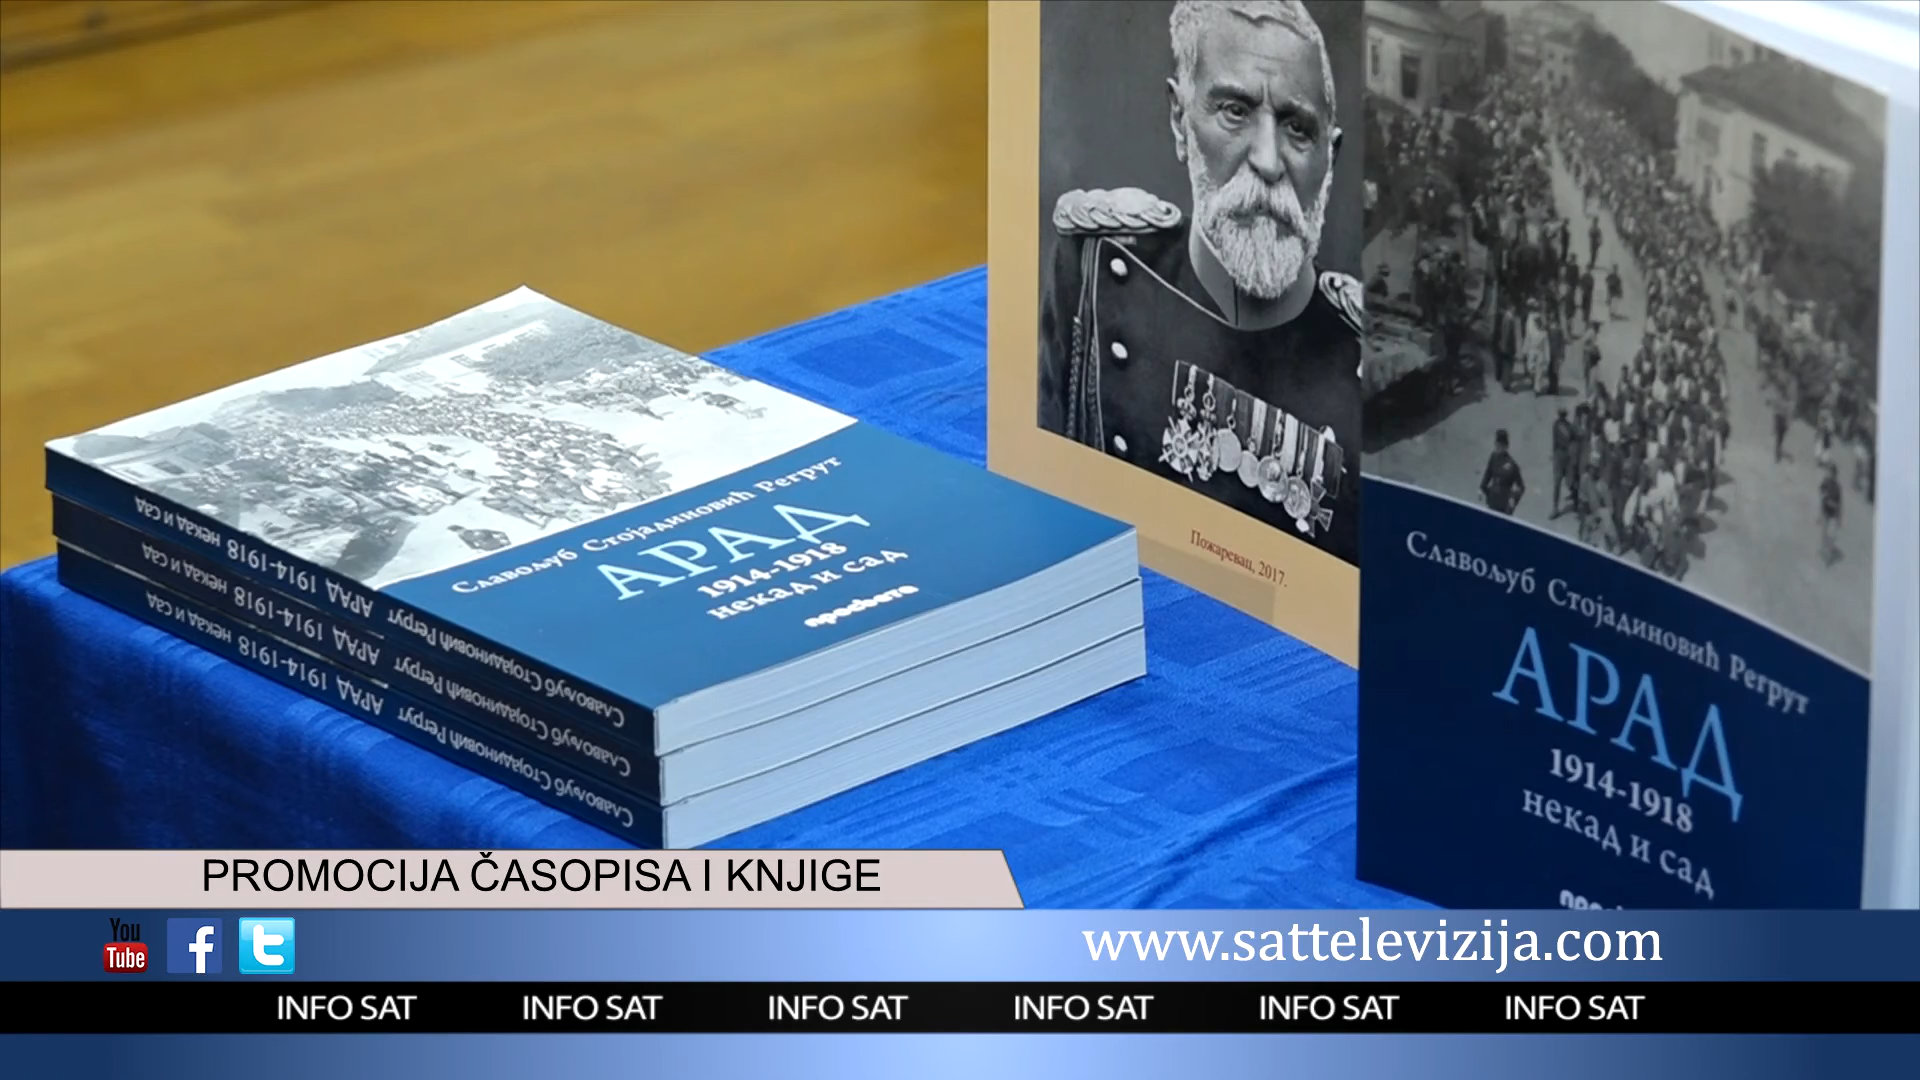 Славољуб Стојадиновић Регрут
АРАД
1914-1918
некад и сад
просвета
Славољуб Стојадиновић Регрут АРАД 1914-1918 некад и сад
Славољуб Стојадиновић Регрут АРАД 1914-1918 некад и сад
Славољуб Стојадиновић Регрут АРАД 1914-1918 некад и сад
Пожаревац, 2017.
Славољуб Стојадиновић Регрут
АРАД
1914-1918
некад и сад
PROMOCIJA ČASOPISA I KNJIGE
You Tube
f
t
www.sattelevizija.com
INFO SAT INFO SAT INFO SAT INFO SAT INFO SAT INFO SAT